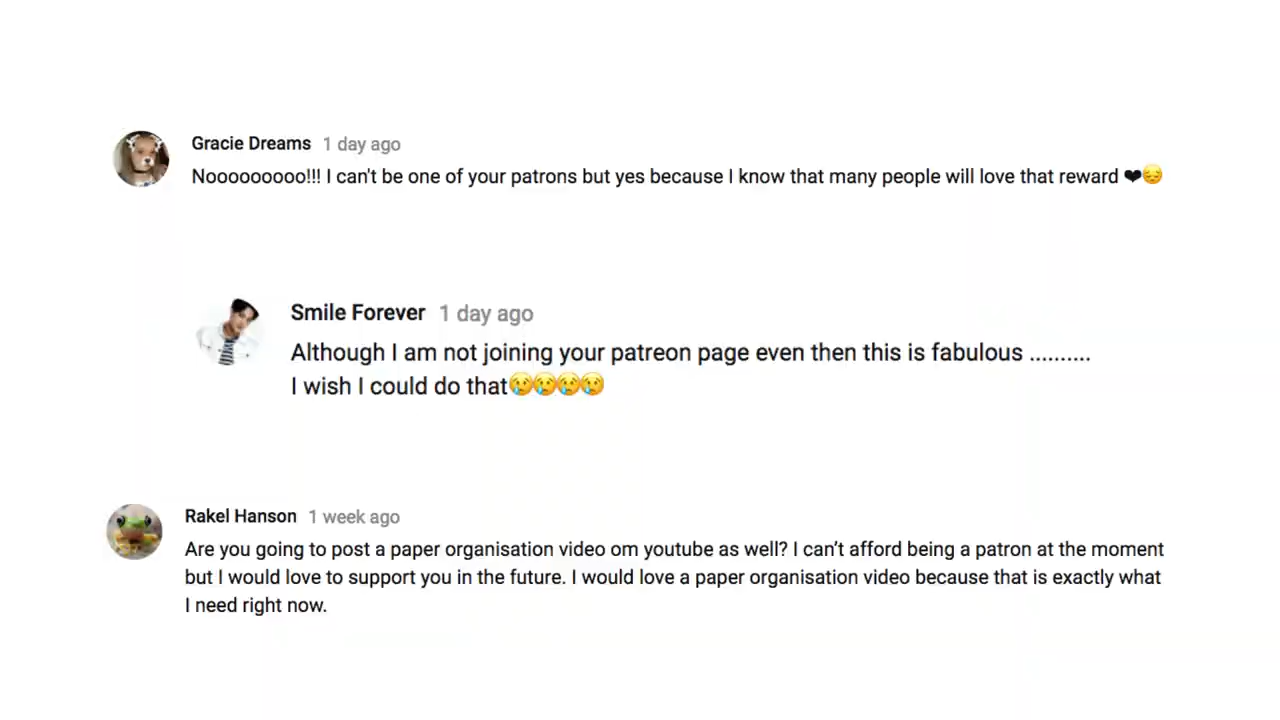 Gracie Dreams 1 day ago
Nooooooooo!!! I can't be one of your patrons but yes because I know that many people will love that reward ❤😔
Smile Forever 1 day ago
Although I am not joining your patreon page even then this is fabulous ..........
I wish I could do that😢😢😢😢
Rakel Hanson 1 week ago
Are you going to post a paper organisation video om youtube as well? I can’t afford being a patron at the moment
but I would love to support you in the future. I would love a paper organisation video because that is exactly what
I need right now.